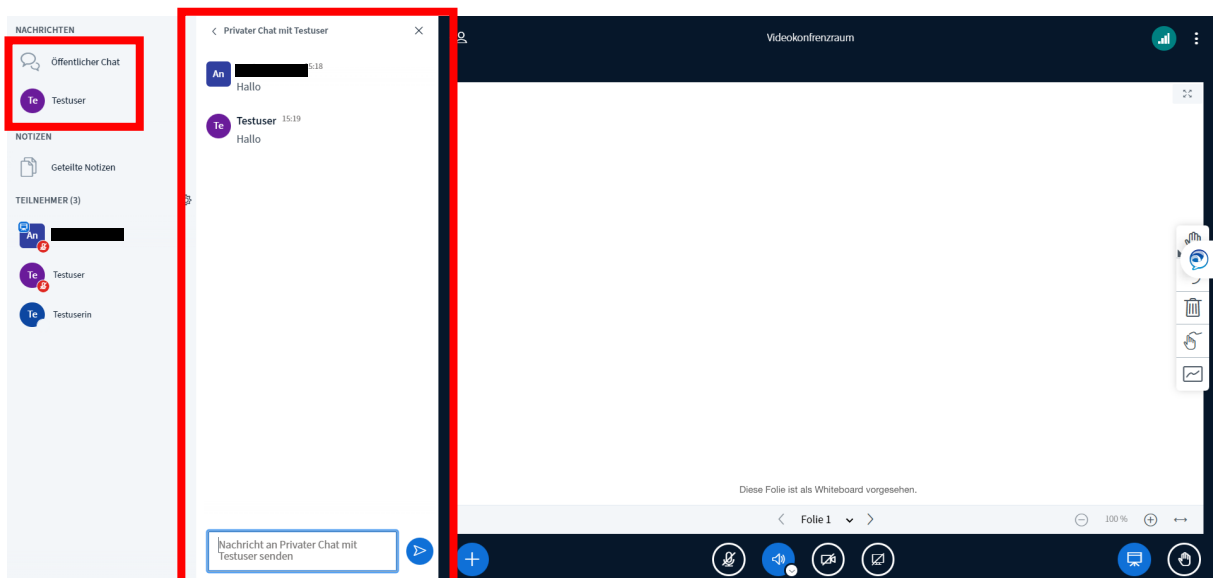 NACHRICHTEN
Öffentlicher Chat
Te Testuser
NOTIZEN
Geteilte Notizen
TEILNEHMER (3)
An
Te Testuser
Te Testuserin
Privater Chat mit Testuser
An 5:18
Hallo
Te Testuser 15:19
Hallo
Nachricht an Privater Chat mit
Testuser senden
Videokonfrenzraum
Diese Folie ist als Whiteboard vorgesehen.
Folie 1
100 %